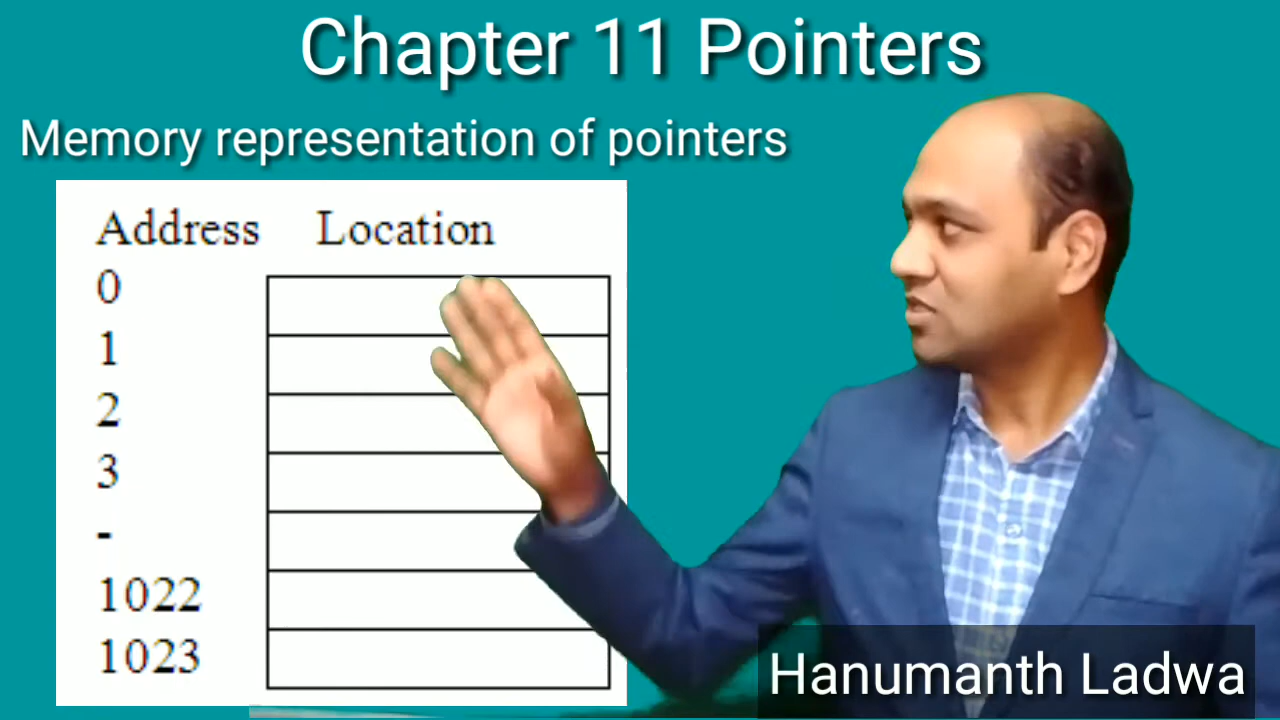 Chapter 11 Pointers
Memory representation of pointers
Address Location
0
1
2
3
-
1022
1023
Hanumanth Ladwa